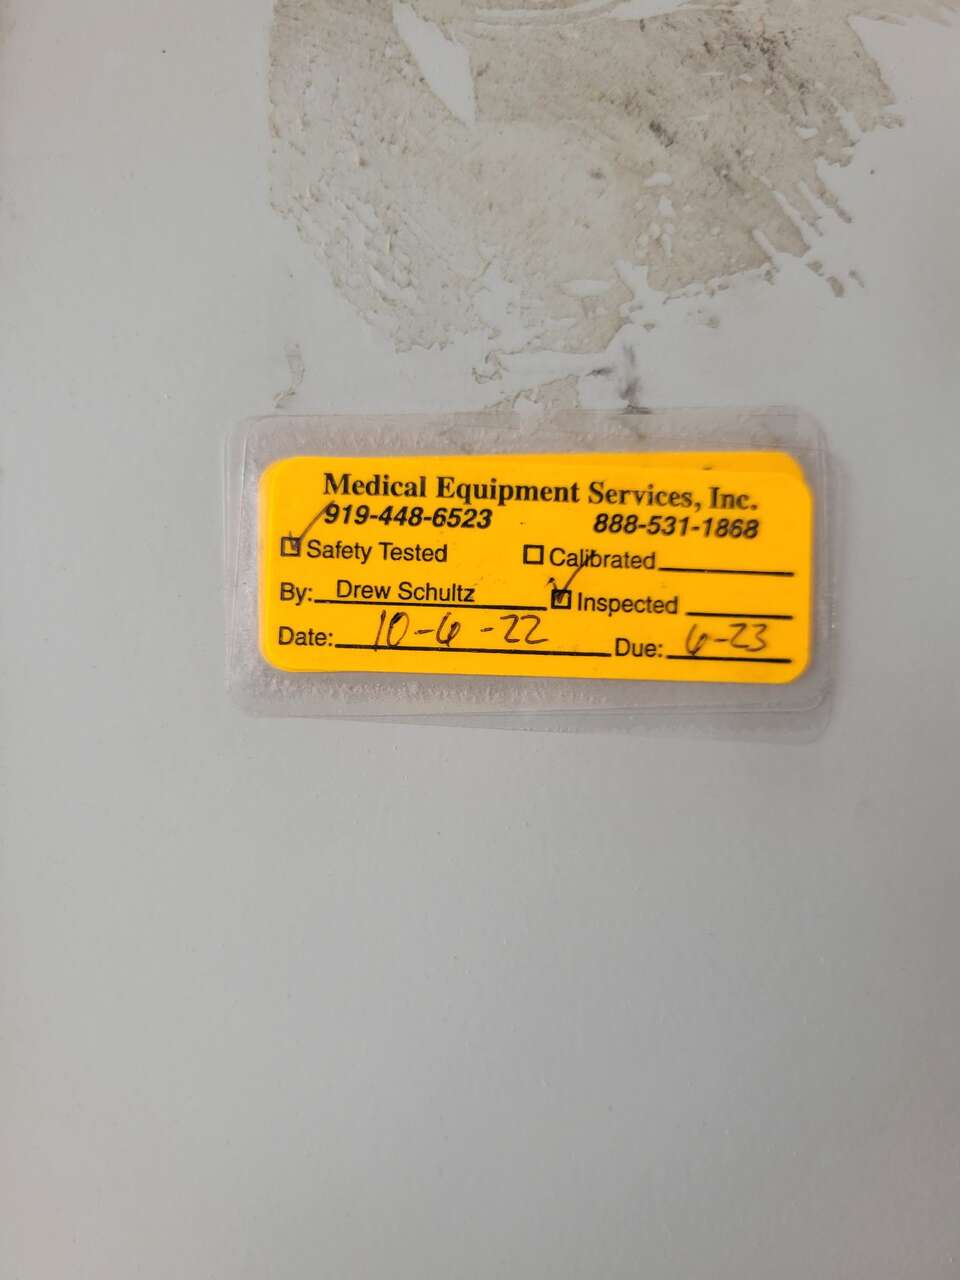 Medical Equipment Services, Inc.
919-448-6523 888-531-1868
Safety Tested Calibrated
By: Drew Schultz Inspected
Date: 10-6-22 Due: 6-23